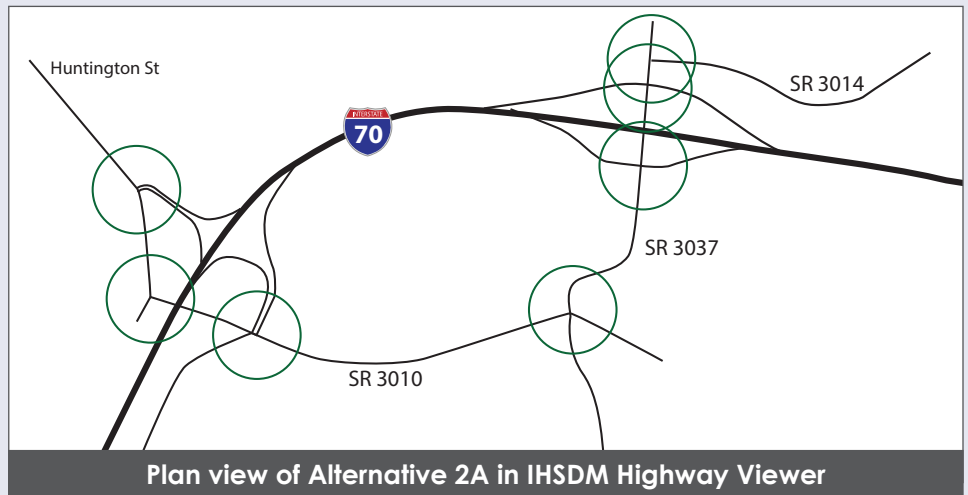 Huntington St
INTERSTATE
70
SR 3014
SR 3037
SR 3010
Plan view of Alternative 2A in IHSDM Highway Viewer